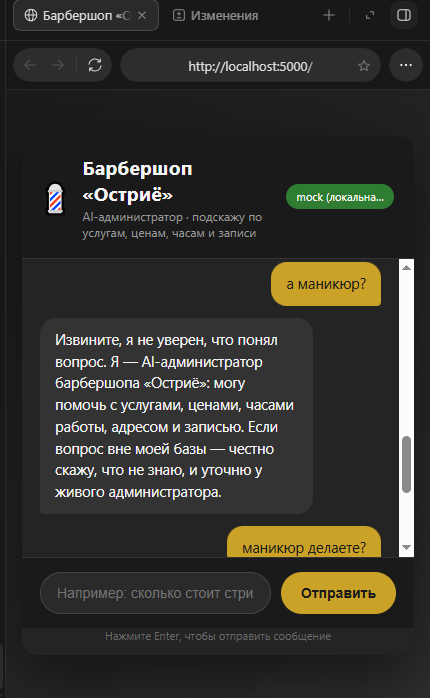 Барбершоп «О
Изменения
http://localhost:5000/
Барбершоп
«Остриё»
AI-администратор · подскажу по
услугам, ценам, часам и записи
mock (локальна...
а маникюр?
Извините, я не уверен, что понял
вопрос. Я — AI-администратор
барбершопа «Остриё»: могу
помочь с услугами, ценами, часами
работы, адресом и записью. Если
вопрос вне моей базы — честно
скажу, что не знаю, и уточню у
живого администратора.
маникюр делаете?
Например: сколько стоит стри
Отправить
Нажмите Enter, чтобы отправить сообщение